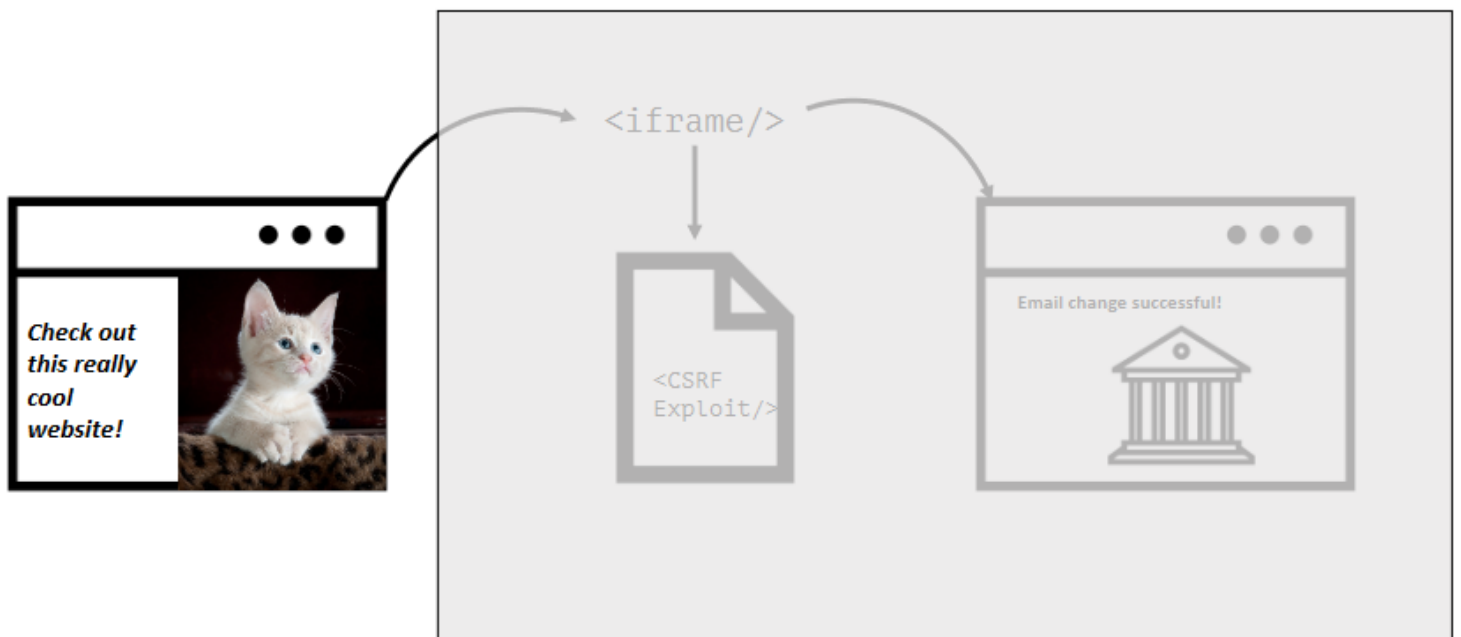 <iframe/>
Check out
this really
cool
website!
<CSRF
Exploit/>
Email change successful!